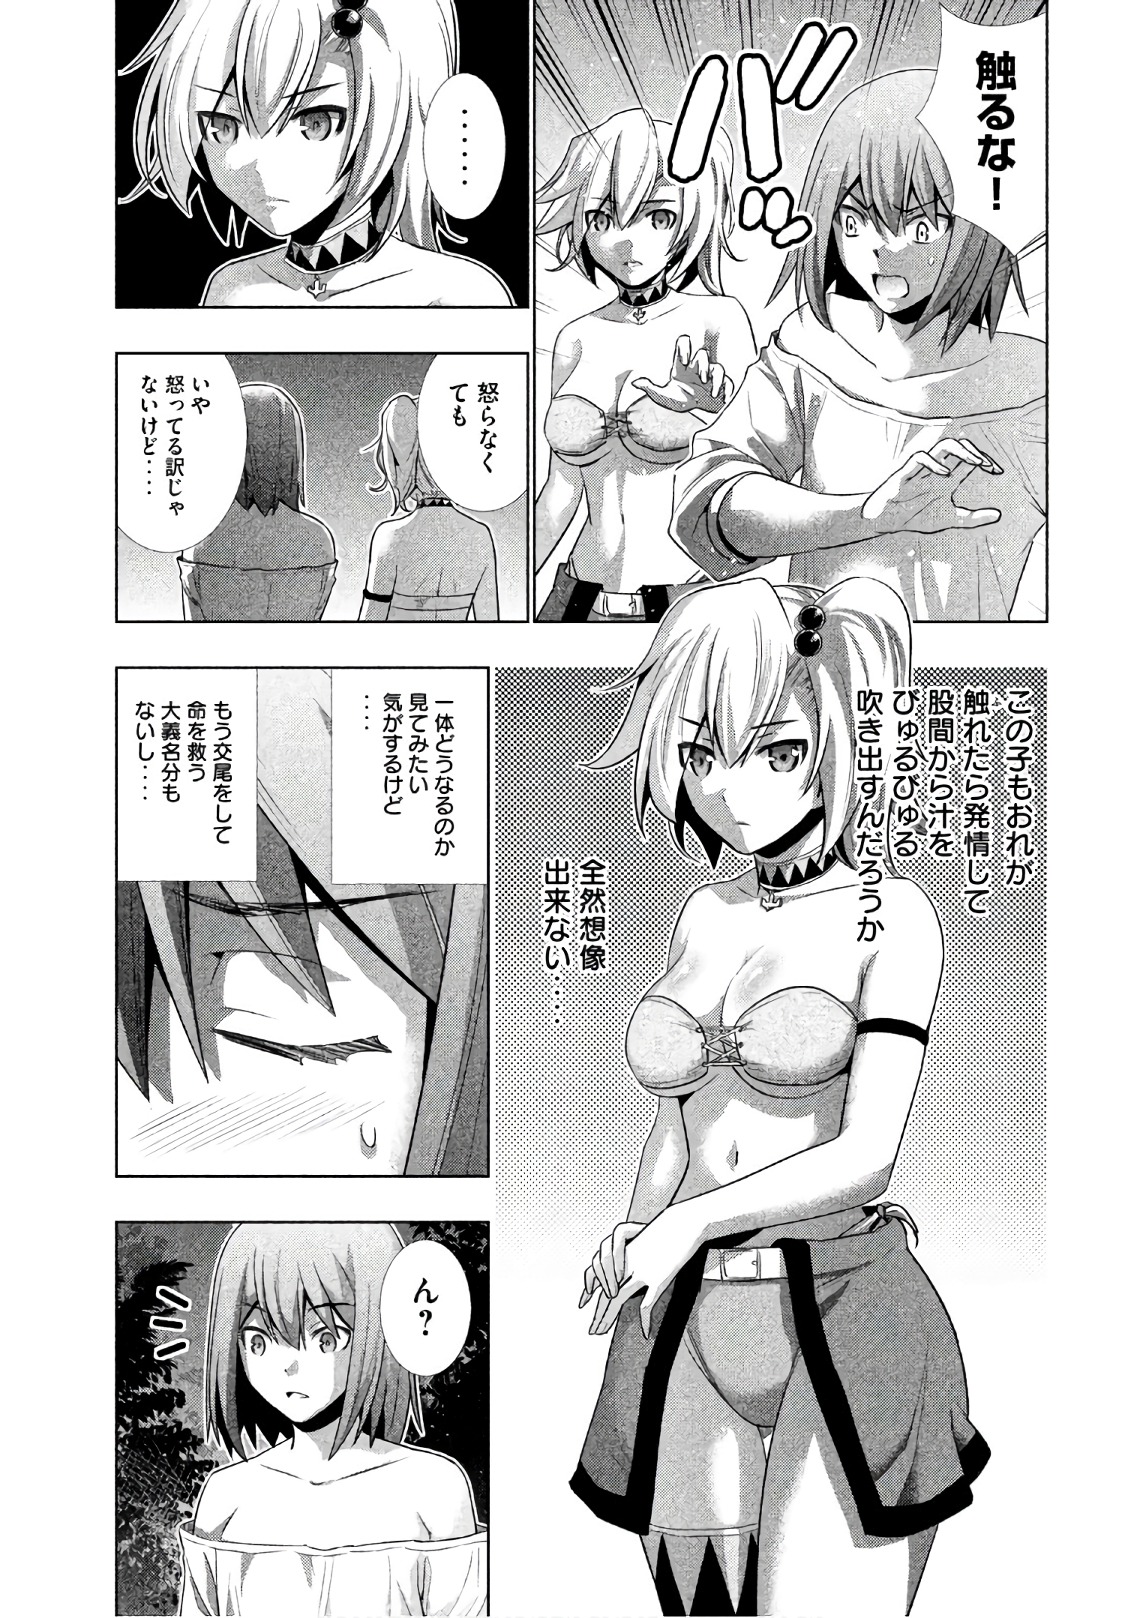 触るな！
バババッ
‥‥‥
怒らなく
ても
いや
怒ってる訳じゃ
ないけど‥‥
この子もおれが
触れたら発情して
股間から汁を
びゅるびゅる
吹き出すんだろうか
全然想像
出来ない‥‥‥
一体どうなるのか
見てみたい
気がするけど
‥‥
もう交尾をして
命を救う
大義名分も
ないし‥‥
ん？